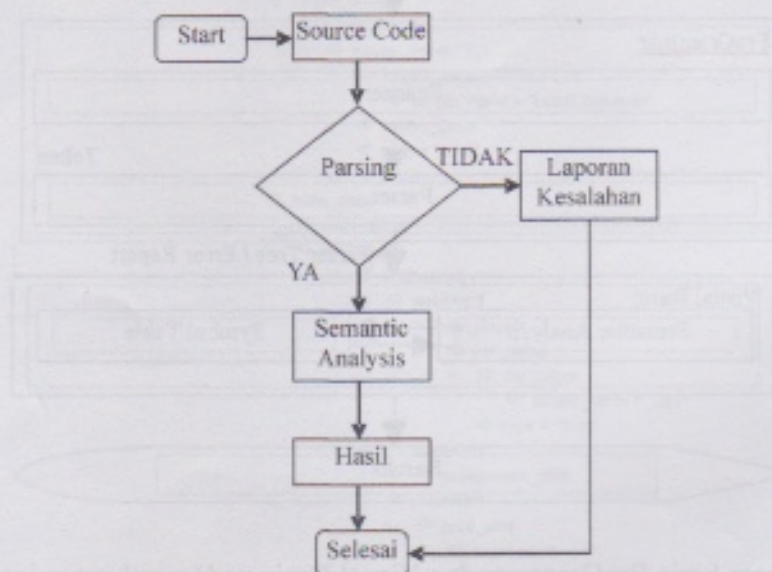 Start
Source Code
Parsing
TIDAK
Laporan
Kesalahan
YA
Semantic
Analysis
Hasil
Selesai